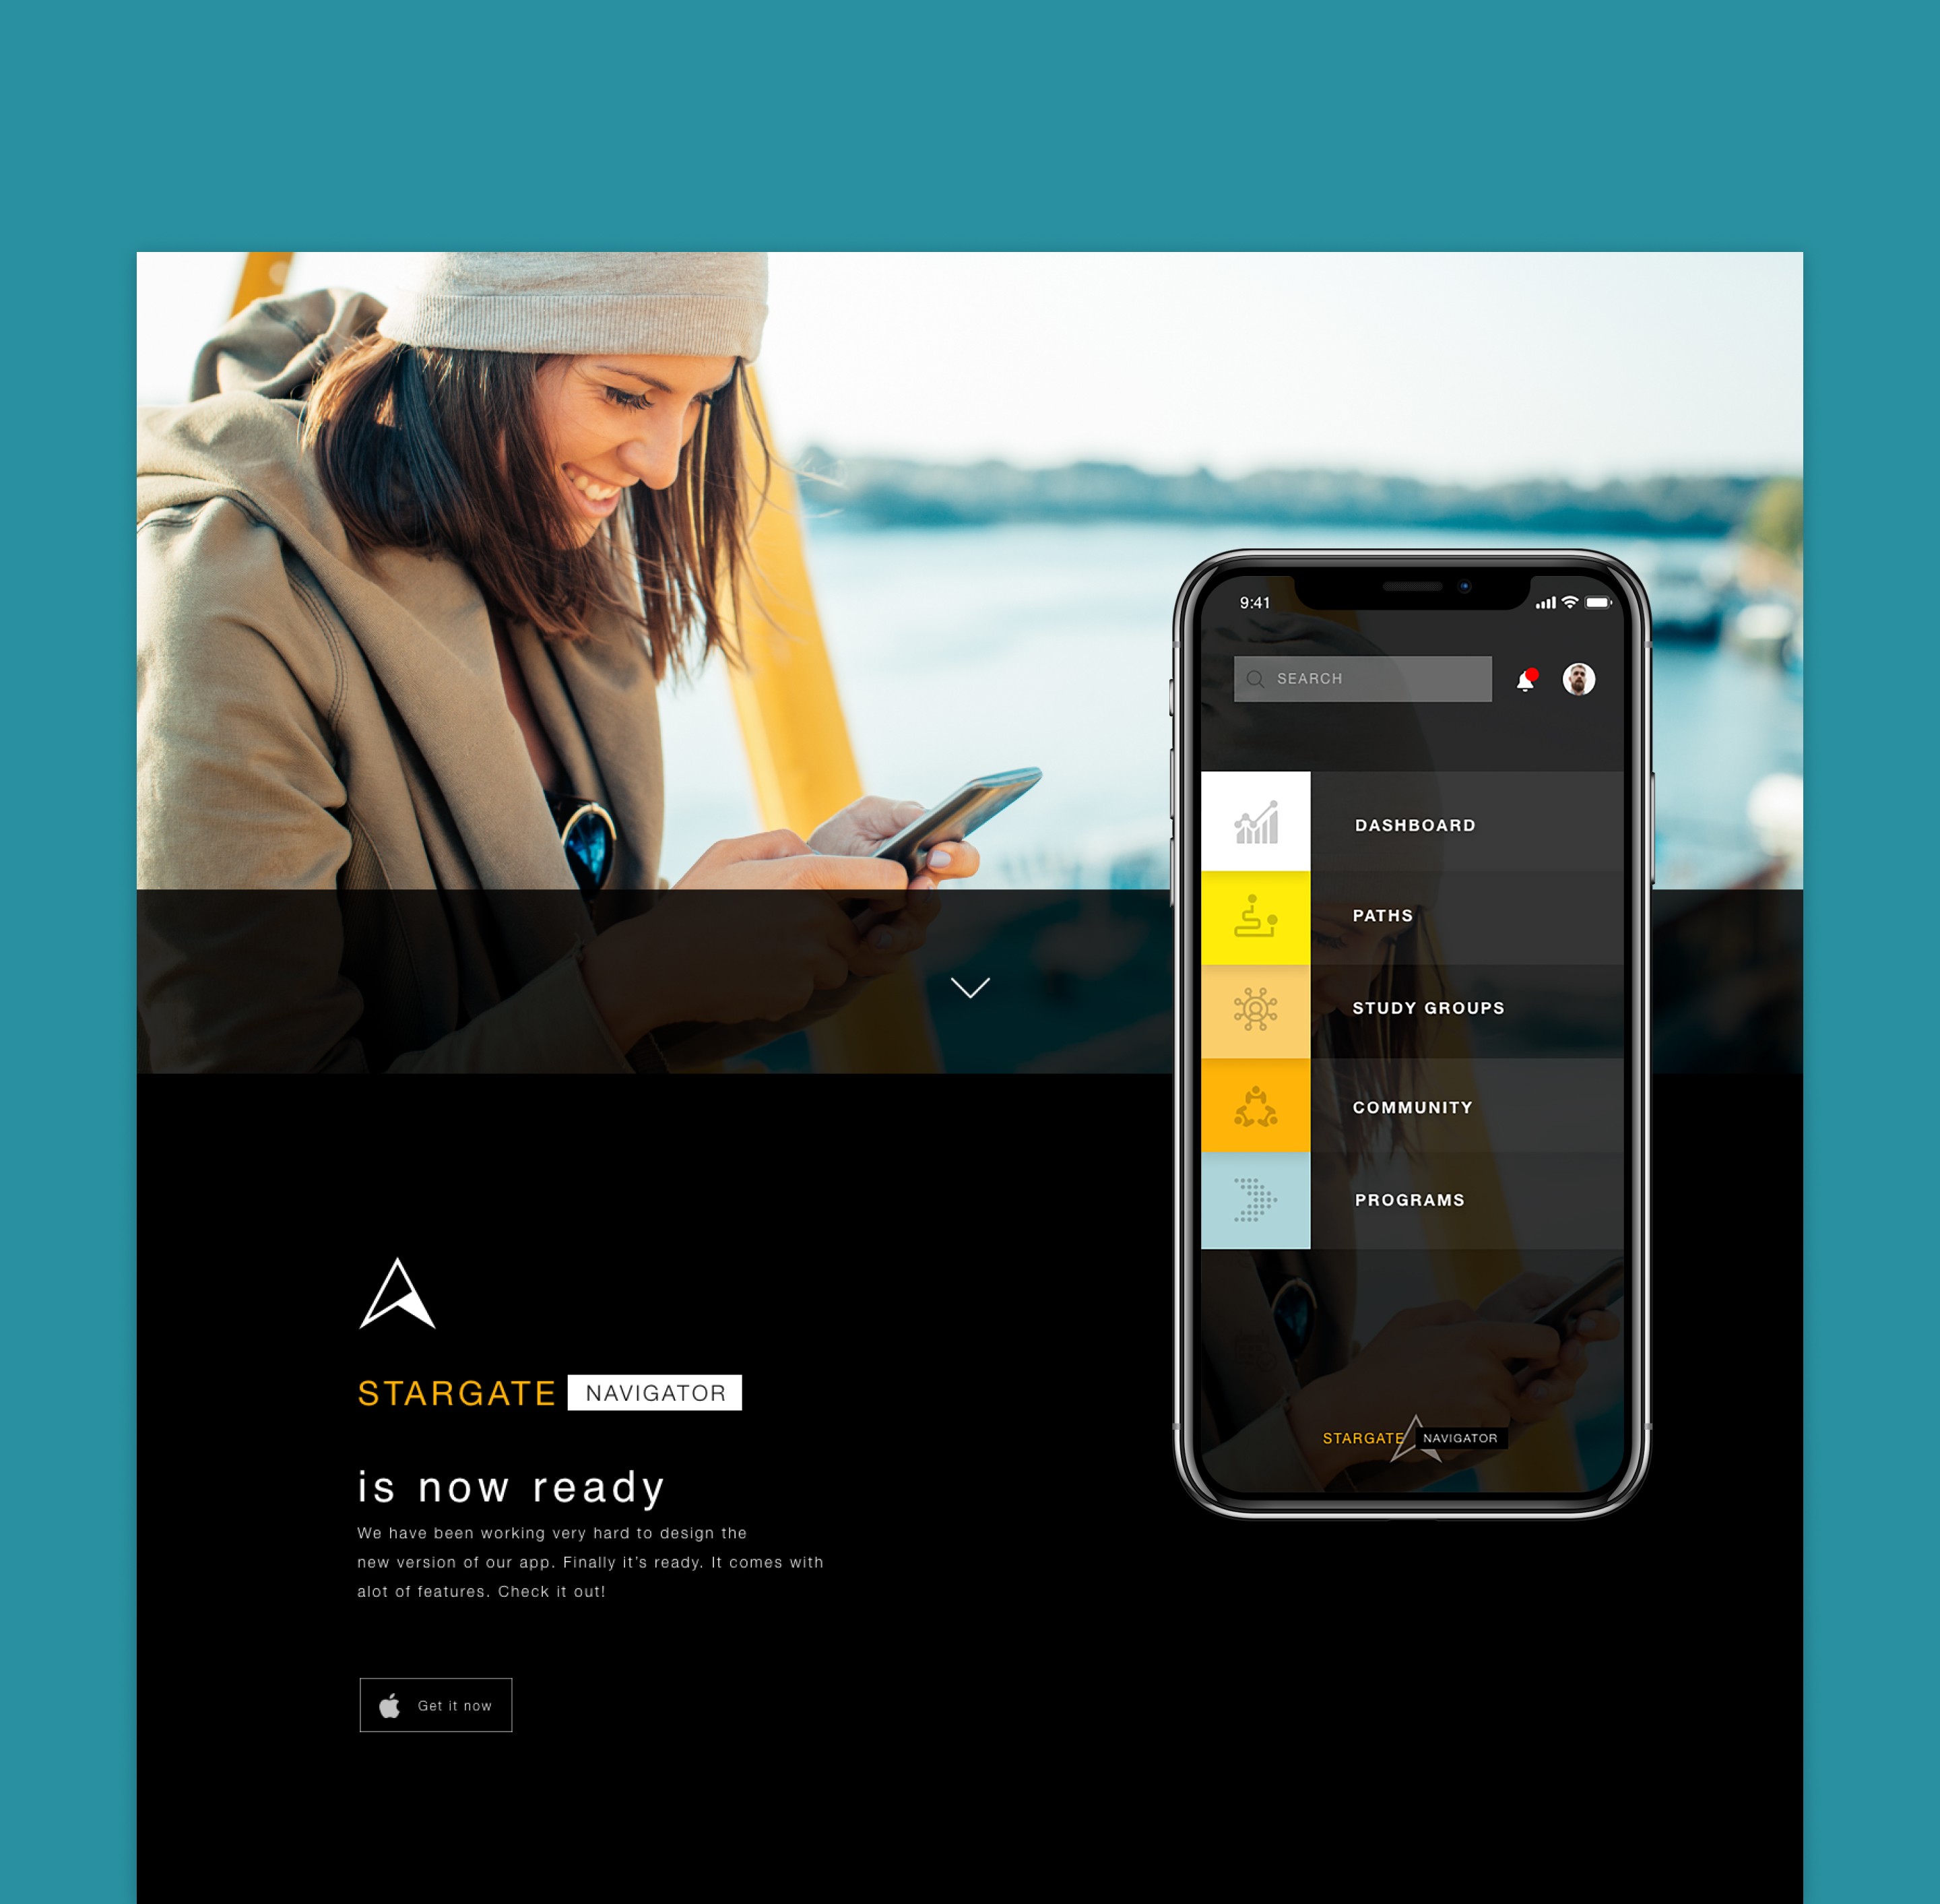 9:41
SEARCH
DASHBOARD
PATHS
STUDY GROUPS
COMMUNITY
PROGRAMS
STARGATE NAVIGATOR
STARGATE NAVIGATOR
is now ready
We have been working very hard to design the
new version of our app. Finally it’s ready. It comes with
alot of features. Check it out!
Get it now